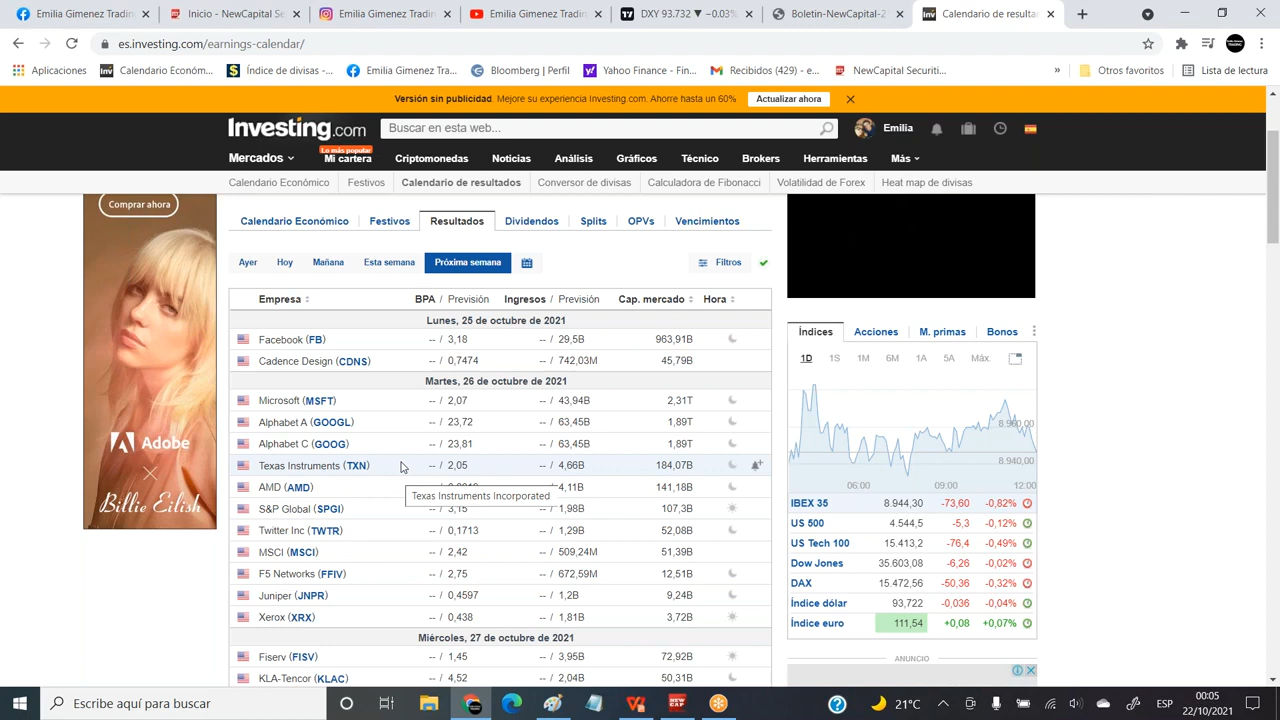 Emilia Gimenez Tradin
Inicio - NewCap Securiti
Emilia Gimenez Tradin
Emilia Gimenez Tradin
DXY 93.732 ▼ −0.03%
Boletin-NewCapital-2
Calendario de resulta
es.investing.com/earnings-calendar/
Aplicaciones
Calendario Económ...
Índice de divisas -...
Emilia Gimenez Tra...
Bloomberg | Perfil
Yahoo Finance - Fin...
Recibidos (429) - e...
NewCapital Securiti...
»
Otros favoritos
Lista de lectura
Versión sin publicidad. Mejore su experiencia Investing.com. Ahorre hasta un 60%
Actualizar ahora
Investing.com
Buscar en esta web...
Emilia
Lo más popular
Mercados Mi cartera Criptomonedas Noticias Análisis Gráficos Técnico Brokers Herramientas Más
Calendario Económico Festivos Calendario de resultados Conversor de divisas Calculadora de Fibonacci Volatilidad de Forex Heat map de divisas
Comprar ahora
Adobe
Billie Eilish
Calendario Económico Festivos Resultados Dividendos Splits OPVs Vencimientos
Ayer Hoy Mañana Esta semana Próxima semana Filtros
Empresa BPA / Previsión Ingresos / Previsión Cap. mercado Hora
Lunes, 25 de octubre de 2021
Facebook (FB) -- / 3,18 -- / 29,5B 963,91B
Cadence Design (CDNS) -- / 0,7474 -- / 742,03M 45,79B
Martes, 26 de octubre de 2021
Microsoft (MSFT) -- / 2,07 -- / 43,94B 2,31T
Alphabet A (GOOGL) -- / 23,72 -- / 63,45B 1,89T
Alphabet C (GOOG) -- / 23,81 -- / 63,45B 1,89T
Texas Instruments (TXN) -- / 2,05 -- / 4,66B 184,07B
AMD (AMD) 4,11B 141,18B
Texas Instruments Incorporated
S&P Global (SPGI) -- / 3,15 -- / 1,98B 107,3B
Twitter Inc (TWTR) -- / 0,1713 -- / 1,29B 52,08B
MSCI (MSCI) -- / 2,42 -- / 509,24M 51,39B
F5 Networks (FFIV) -- / 2,75 -- / 672,59M 12,51B
Juniper (JNPR) -- / 0,4597 -- / 1,2B 9,24B
Xerox (XRX) -- / 0,438 -- / 1,81B 3,72B
Miércoles, 27 de octubre de 2021
Fiserv (FISV) -- / 1,45 -- / 3,95B 72,92B
KLA-Tencor (KLAC) -- / 4,52 -- / 2,04B 50,31B
Índices Acciones M. primas Bonos
1D 1S 1M 6M 1A 5A Máx.
8.960,00
8.940,00
06:00 09:00 12:00
IBEX 35 8.944,30 -73,60 -0,82%
US 500 4.544,5 -5,3 -0,12%
US Tech 100 15.413,2 -76,4 -0,49%
Dow Jones 35.603,08 -6,26 -0,02%
DAX 15.472,56 -50,36 -0,32%
Índice dólar 93,722 -0,036 -0,04%
Índice euro 111,54 +0,08 +0,07%
ANUNCIO
Escribe aquí para buscar
NEW CAP
21°C
ESP
00:05
22/10/2021